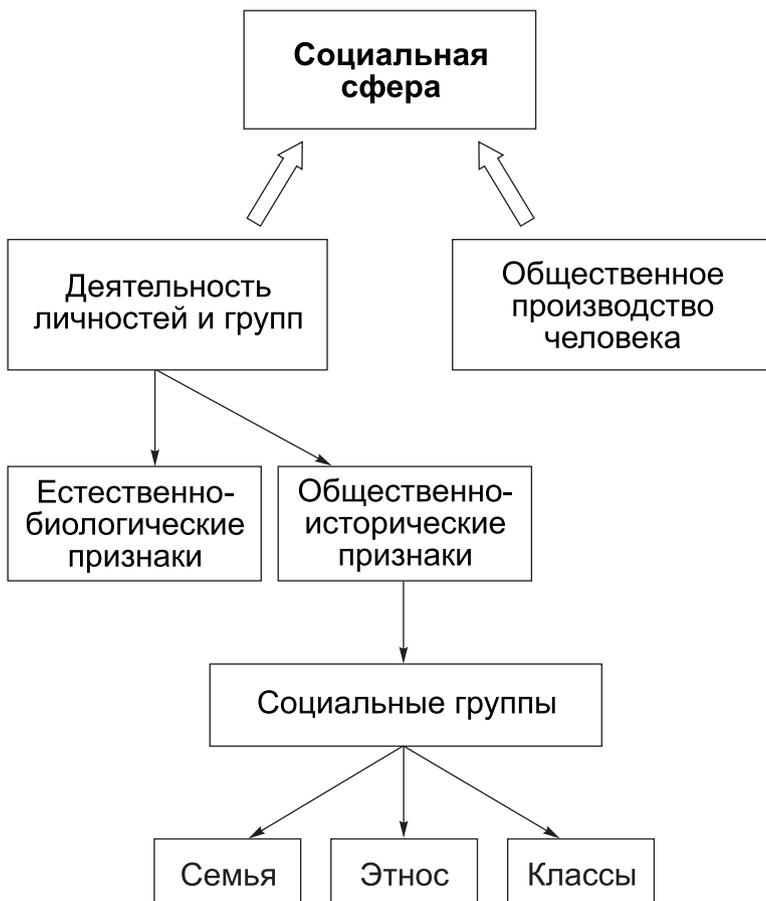 Социальная
сфера
Деятельность
личностей и групп
Общественное
производство
человека
Естественно-
биологические
признаки
Общественно-
исторические
признаки
Социальные группы
Семья
Этнос
Классы